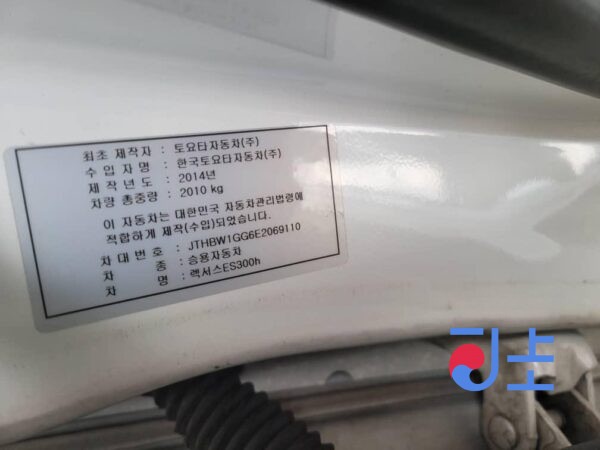 최초 제작자 : 토요타자동차(주)
수 입 자 명 : 한국토요타자동차(주)
제 작 년 도 : 2014년
차량 총중량 : 2010 kg
이 자동차는 대한민국 자동차관리법령에
적합하게 제작(수입)되었습니다.
차 대 번 호 : JTHBW1GG6E2069110
차 종 : 승용자동차
차 명 : 렉서스ES300h